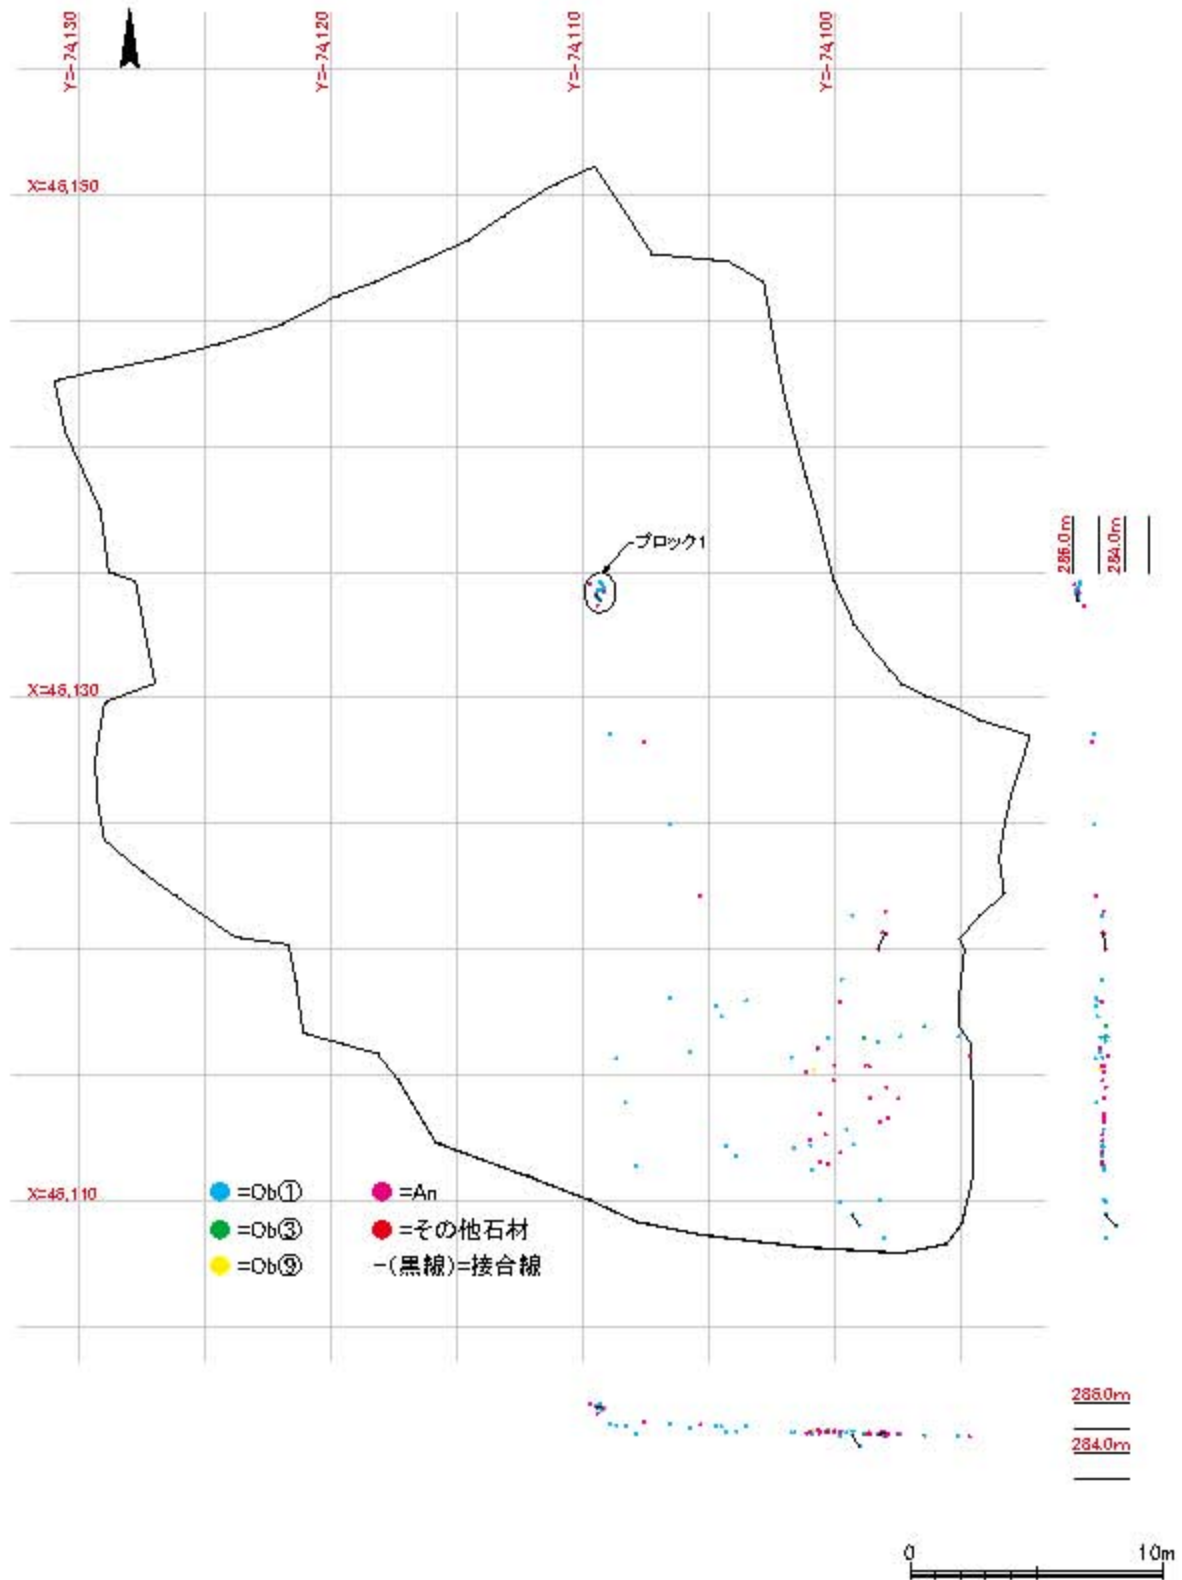 Y=-74,130
Y=-74,120
Y=-74,110
Y=-74,100
X=46,150
ブロック1
286.0m
284.0m
X=46,130
X=46,110
=Ob①
=An
=Ob③
=その他石材
=Ob⑨
-(黒線)=接合線
286.0m
284.0m
0
10m